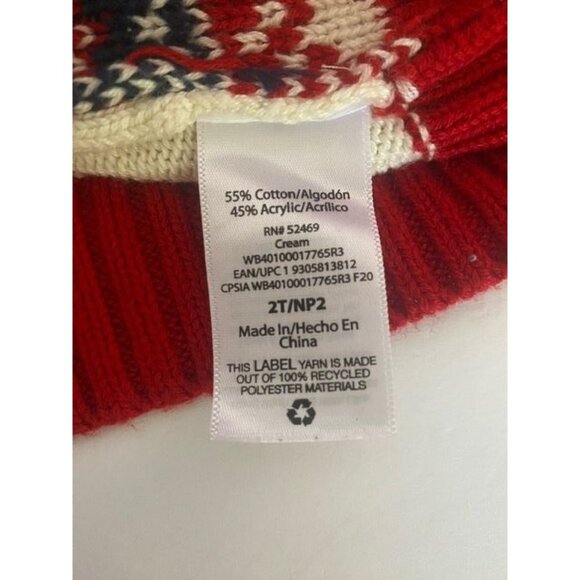 55% Cotton/Algodón
45% Acrylic/Acrílico
RN# 52469
Cream
WB40100017765R3
EAN/UPC 1 9305813812
CPSIA WB40100017765R3 F20
2T/NP2
Made In/Hecho En
China
THIS LABEL YARN IS MADE
OUT OF 100% RECYCLED
POLYESTER MATERIALS